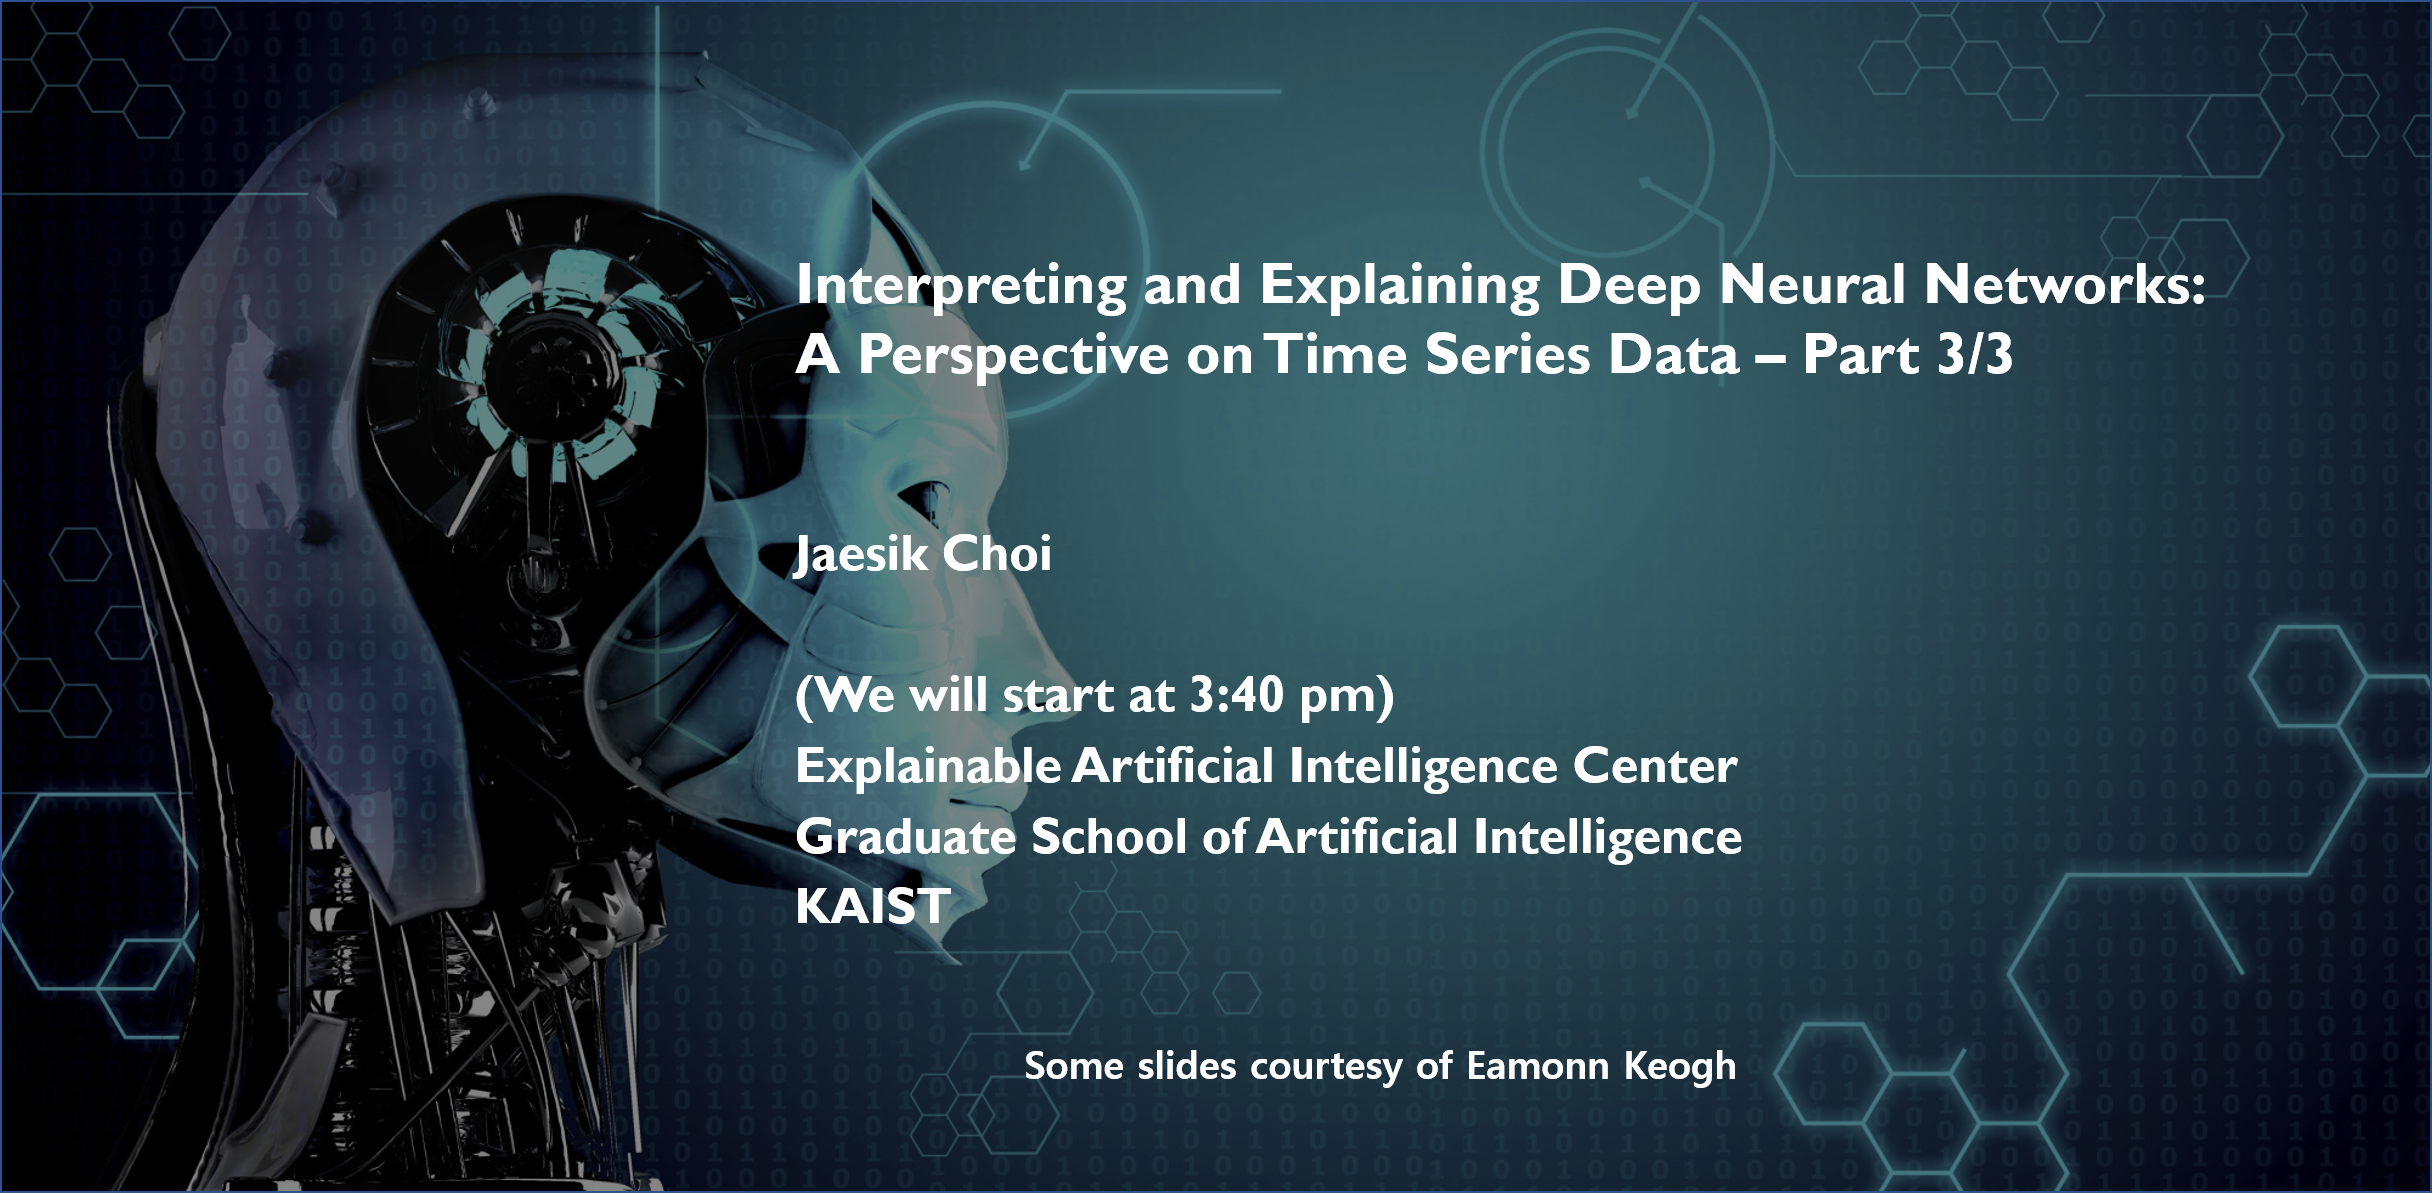 Interpreting and Explaining Deep Neural Networks:
A Perspective on Time Series Data – Part 3/3
Jaesik Choi
(We will start at 3:40 pm)
Explainable Artificial Intelligence Center
Graduate School of Artificial Intelligence
KAIST
Some slides courtesy of Eamonn Keogh